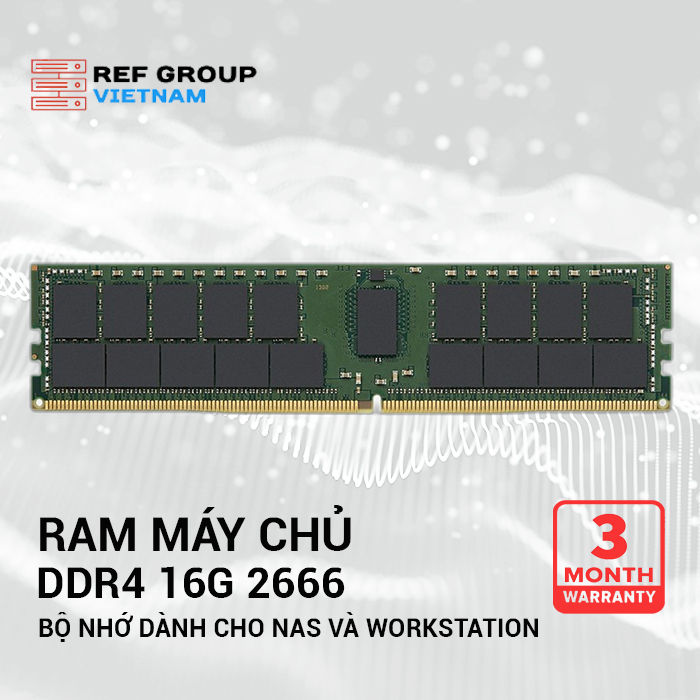 REF GROUP
VIETNAM
RAM MÁY CHỦ
DDR4 16G 2666
BỘ NHỚ DÀNH CHO NAS VÀ WORKSTATION
3
MONTH
WARRANTY